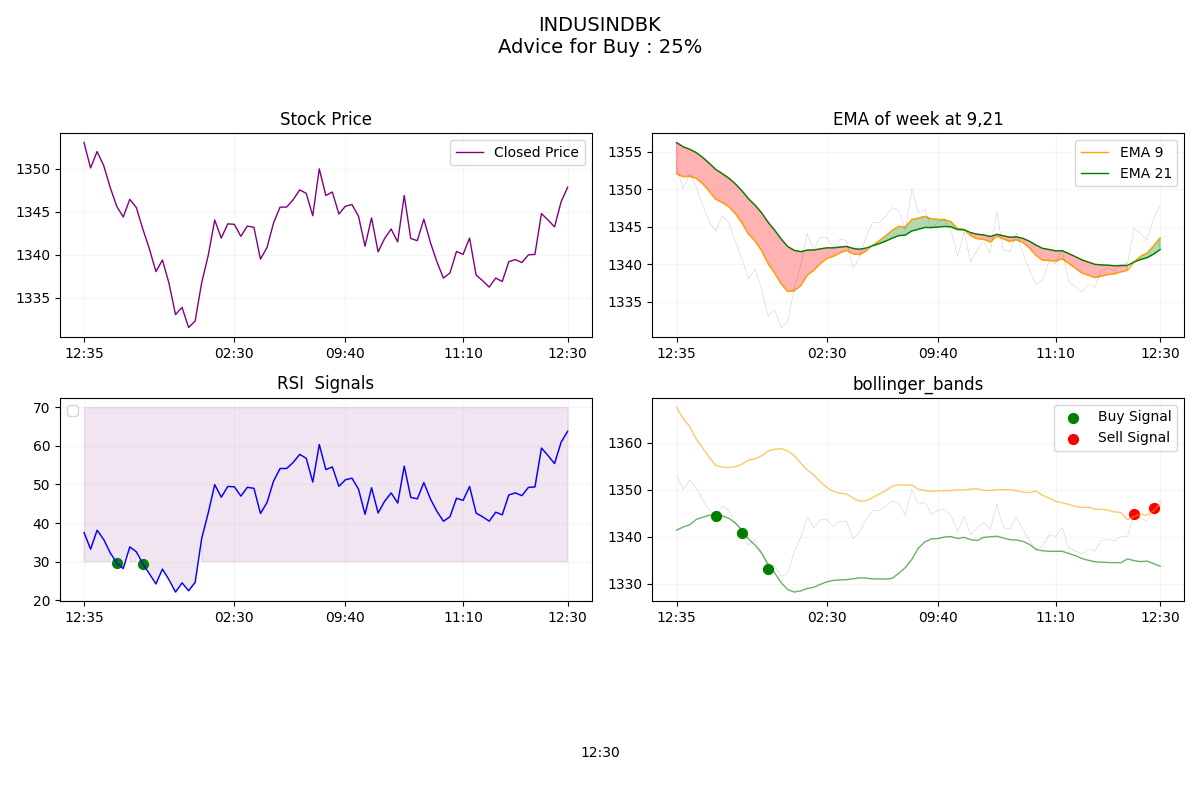 INDUSINDBK
Advice for Buy : 25%
Stock Price
Closed Price
1350
1345
1340
1335
12:35 02:30 09:40 11:10 12:30
EMA of week at 9,21
EMA 9
EMA 21
1355
1350
1345
1340
1335
12:35 02:30 09:40 11:10 12:30
RSI  Signals
70
60
50
40
30
20
12:35 02:30 09:40 11:10 12:30
bollinger_bands
Buy Signal
Sell Signal
1360
1350
1340
1330
12:35 02:30 09:40 11:10 12:30
12:30